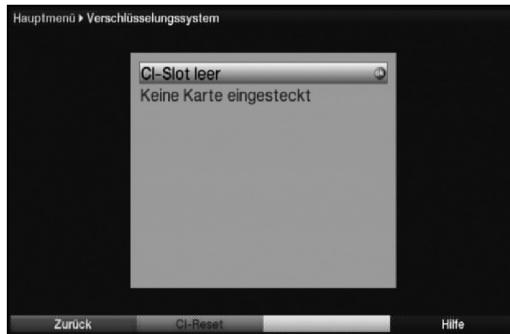 Hauptmenü ▸ Verschlüsselungssystem
CI-Slot leer
Keine Karte eingesteckt
Zurück CI-Reset Hilfe